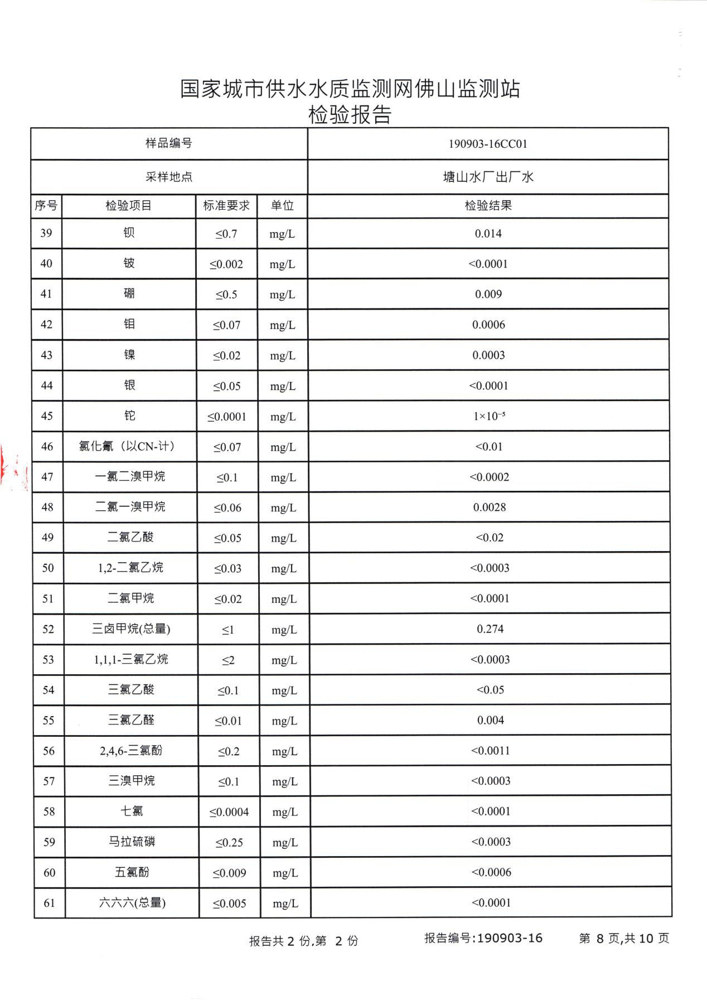 国家城市供水水质监测网佛山监测站
检验报告
样品编号 190903-16CC01
采样地点 塘山水厂出厂水
序号 检验项目 标准要求 单位 检验结果
39 钡 ≤0.7 mg/L 0.014
40 铍 ≤0.002 mg/L <0.0001
41 硼 ≤0.5 mg/L 0.009
42 钼 ≤0.07 mg/L 0.0006
43 镍 ≤0.02 mg/L 0.0003
44 银 ≤0.05 mg/L <0.0001
45 铊 ≤0.0001 mg/L 1×10⁻⁵
46 氯化氰（以CN-计） ≤0.07 mg/L <0.01
47 一氯二溴甲烷 ≤0.1 mg/L <0.0002
48 二氯一溴甲烷 ≤0.06 mg/L 0.0028
49 二氯乙酸 ≤0.05 mg/L <0.02
50 1,2-二氯乙烷 ≤0.03 mg/L <0.0003
51 二氯甲烷 ≤0.02 mg/L <0.0001
52 三卤甲烷(总量) ≤1 mg/L 0.274
53 1,1,1-三氯乙烷 ≤2 mg/L <0.0003
54 三氯乙酸 ≤0.1 mg/L <0.05
55 三氯乙醛 ≤0.01 mg/L 0.004
56 2,4,6-三氯酚 ≤0.2 mg/L <0.0011
57 三溴甲烷 ≤0.1 mg/L <0.0003
58 七氯 ≤0.0004 mg/L <0.0001
59 马拉硫磷 ≤0.25 mg/L <0.0003
60 五氯酚 ≤0.009 mg/L <0.0006
61 六六六(总量) ≤0.005 mg/L <0.0001
报告共 2 份,第 2 份 报告编号:190903-16 第 8 页,共 10 页